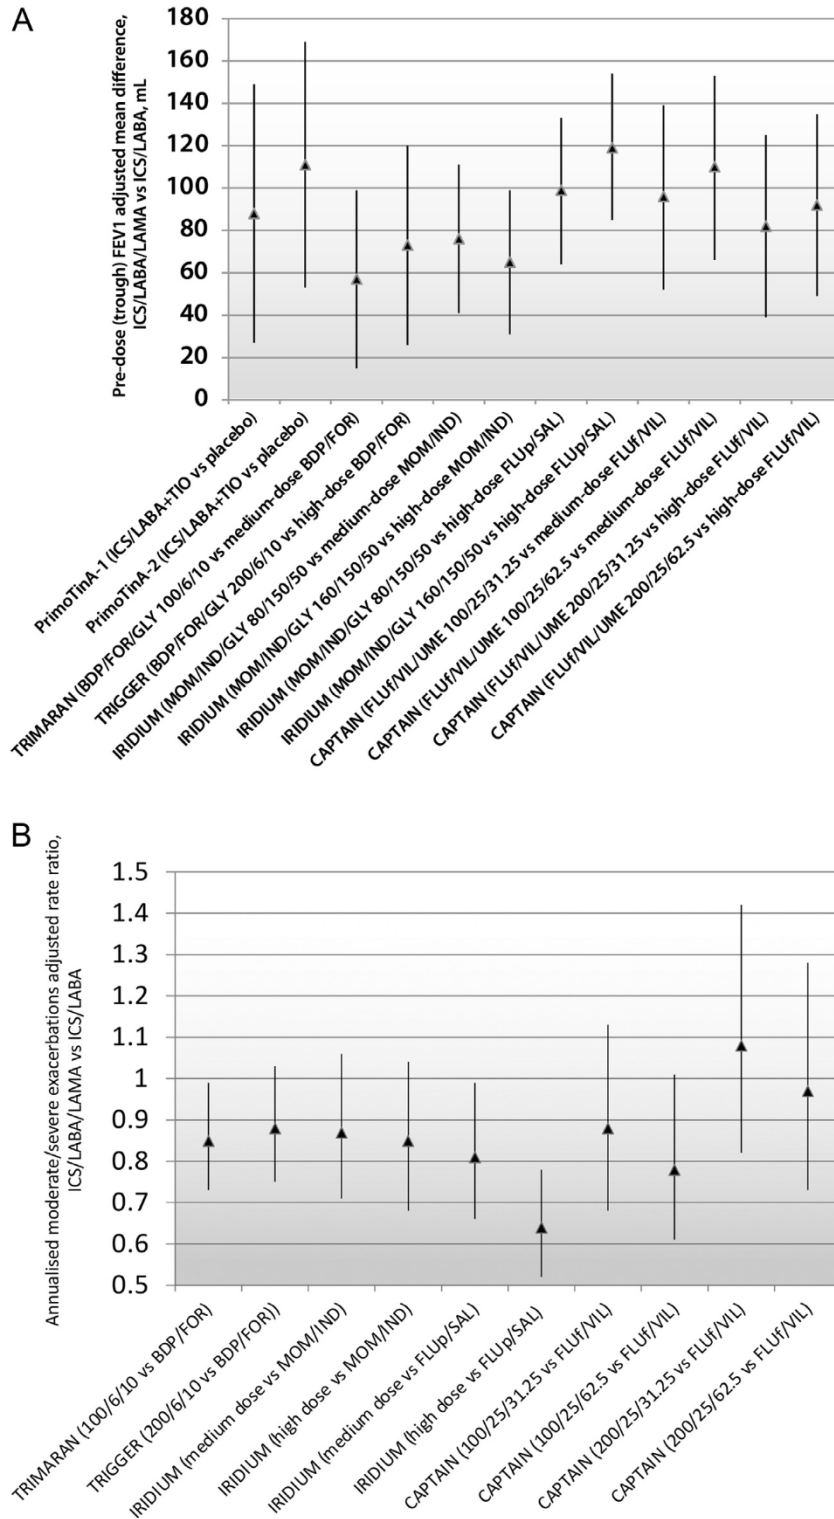 A
Pre-dose (trough) FEV1 adjusted mean difference,
ICS/LABA/LAMA vs ICS/LABA, mL
180
160
140
120
100
80
60
40
20
0
PrimoTinA-1 (ICS/LABA+TIO vs placebo)
PrimoTinA-2 (ICS/LABA+TIO vs placebo)
TRIMARAN (BDP/FOR/GLY 100/6/10 vs medium-dose BDP/FOR)
TRIGGER (BDP/FOR/GLY 200/6/10 vs high-dose BDP/FOR)
IRIDIUM (MOM/IND/GLY 80/150/50 vs medium-dose MOM/IND)
IRIDIUM (MOM/IND/GLY 160/150/50 vs high-dose MOM/IND)
IRIDIUM (MOM/IND/GLY 80/150/50 vs high-dose FLUp/SAL)
IRIDIUM (MOM/IND/GLY 160/150/50 vs high-dose FLUp/SAL)
CAPTAIN (FLUf/VIL/UME 100/25/31.25 vs medium-dose FLUf/VIL)
CAPTAIN (FLUf/VIL/UME 100/25/62.5 vs medium-dose FLUf/VIL)
CAPTAIN (FLUf/VIL/UME 200/25/31.25 vs high-dose FLUf/VIL)
CAPTAIN (FLUf/VIL/UME 200/25/62.5 vs high-dose FLUf/VIL)
B
Annualised moderate/severe exacerbations adjusted rate ratio,
ICS/LABA/LAMA vs ICS/LABA
1.5
1.4
1.3
1.2
1.1
1
0.9
0.8
0.7
0.6
0.5
TRIMARAN (100/6/10 vs BDP/FOR)
TRIGGER (200/6/10 vs BDP/FOR))
IRIDIUM (medium dose vs MOM/IND)
IRIDIUM (high dose vs MOM/IND)
IRIDIUM (medium dose vs FLUp/SAL)
IRIDIUM (high dose vs FLUp/SAL)
CAPTAIN (100/25/31.25 vs FLUf/VIL)
CAPTAIN (100/25/62.5 vs FLUf/VIL)
CAPTAIN (200/25/31.25 vs FLUf/VIL)
CAPTAIN (200/25/62.5 vs FLUf/VIL)